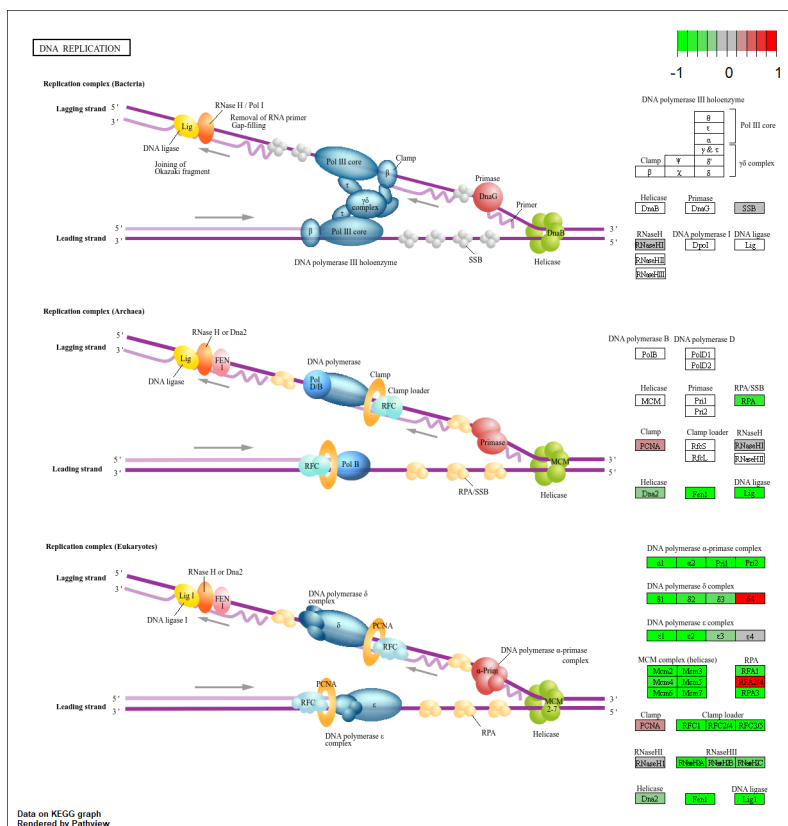 DNA REPLICATION
-1 0 1
Replication complex (Bacteria)
Lagging strand
5'
3'
Lig
RNase H / Pol I
Removal of RNA primer
Gap-filling
DNA ligase
Joining of
Okazaki fragment
Pol III core
Clamp
β
τ
γδ
complex
τ
Primase
DnaG
Primer
Leading strand
5'
3'
β
Pol III core
DNA polymerase III holoenzyme
SSB
DnaB
Helicase
3'
5'
DNA polymerase III holoenzyme
θ
ε
α
γ & τ
Pol III core
Clamp
Ψ
δ'
β
χ
δ
γδ complex
Helicase
DnaB
Primase
DnaG
SSB
RNaseH
RNaseHI
RNaseHII
RNaseHIII
DNA polymerase I
DpoI
DNA ligase
Lig
Replication complex (Archaea)
Lagging strand
5'
3'
Lig
RNase H or Dna2
FEN
1
DNA ligase
DNA polymerase
Pol
D/B
Clamp
Clamp loader
RFC
Primase
Leading strand
5'
3'
RFC
Pol B
RPA/SSB
MCM
Helicase
3'
5'
DNA polymerase B
PolB
DNA polymerase D
PolD1
PolD2
Helicase
MCM
Primase
Pri1
Pri2
RPA/SSB
RPA
Clamp
PCNA
Clamp loader
RfcS
RfcL
RNaseH
RNaseHI
RNaseHII
Helicase
Dna2
Fen1
DNA ligase
Lig
Replication complex (Eukaryotes)
Lagging strand
5'
3'
Lig I
RNase H or Dna2
FEN
1
DNA ligase I
DNA polymerase δ
complex
δ
PCNA
RFC
DNA polymerase α-primase
complex
α-Prim
Leading strand
5'
3'
PCNA
RFC
ε
DNA polymerase ε
complex
RPA
MCM
2-7
Helicase
3'
5'
DNA polymerase α-primase complex
α1 α2 Pri1 Pri2
DNA polymerase δ complex
δ1 δ2 δ3 δ4
DNA polymerase ε complex
ε1 ε2 ε3 ε4
MCM complex (helicase)
Mcm2 Mcm3
Mcm4 Mcm5
Mcm6 Mcm7
RPA
RFA1
RFA2/4
RFA3
Clamp
PCNA
Clamp loader
RFC1 RFC2/4 RFC3/5
RNaseHI
RNaseHI
RNaseHII
RNaseH2A RNaseH2B RNaseH2C
Helicase
Dna2
Fen1
DNA ligase
Lig1
Data on KEGG graph
Rendered by Pathview